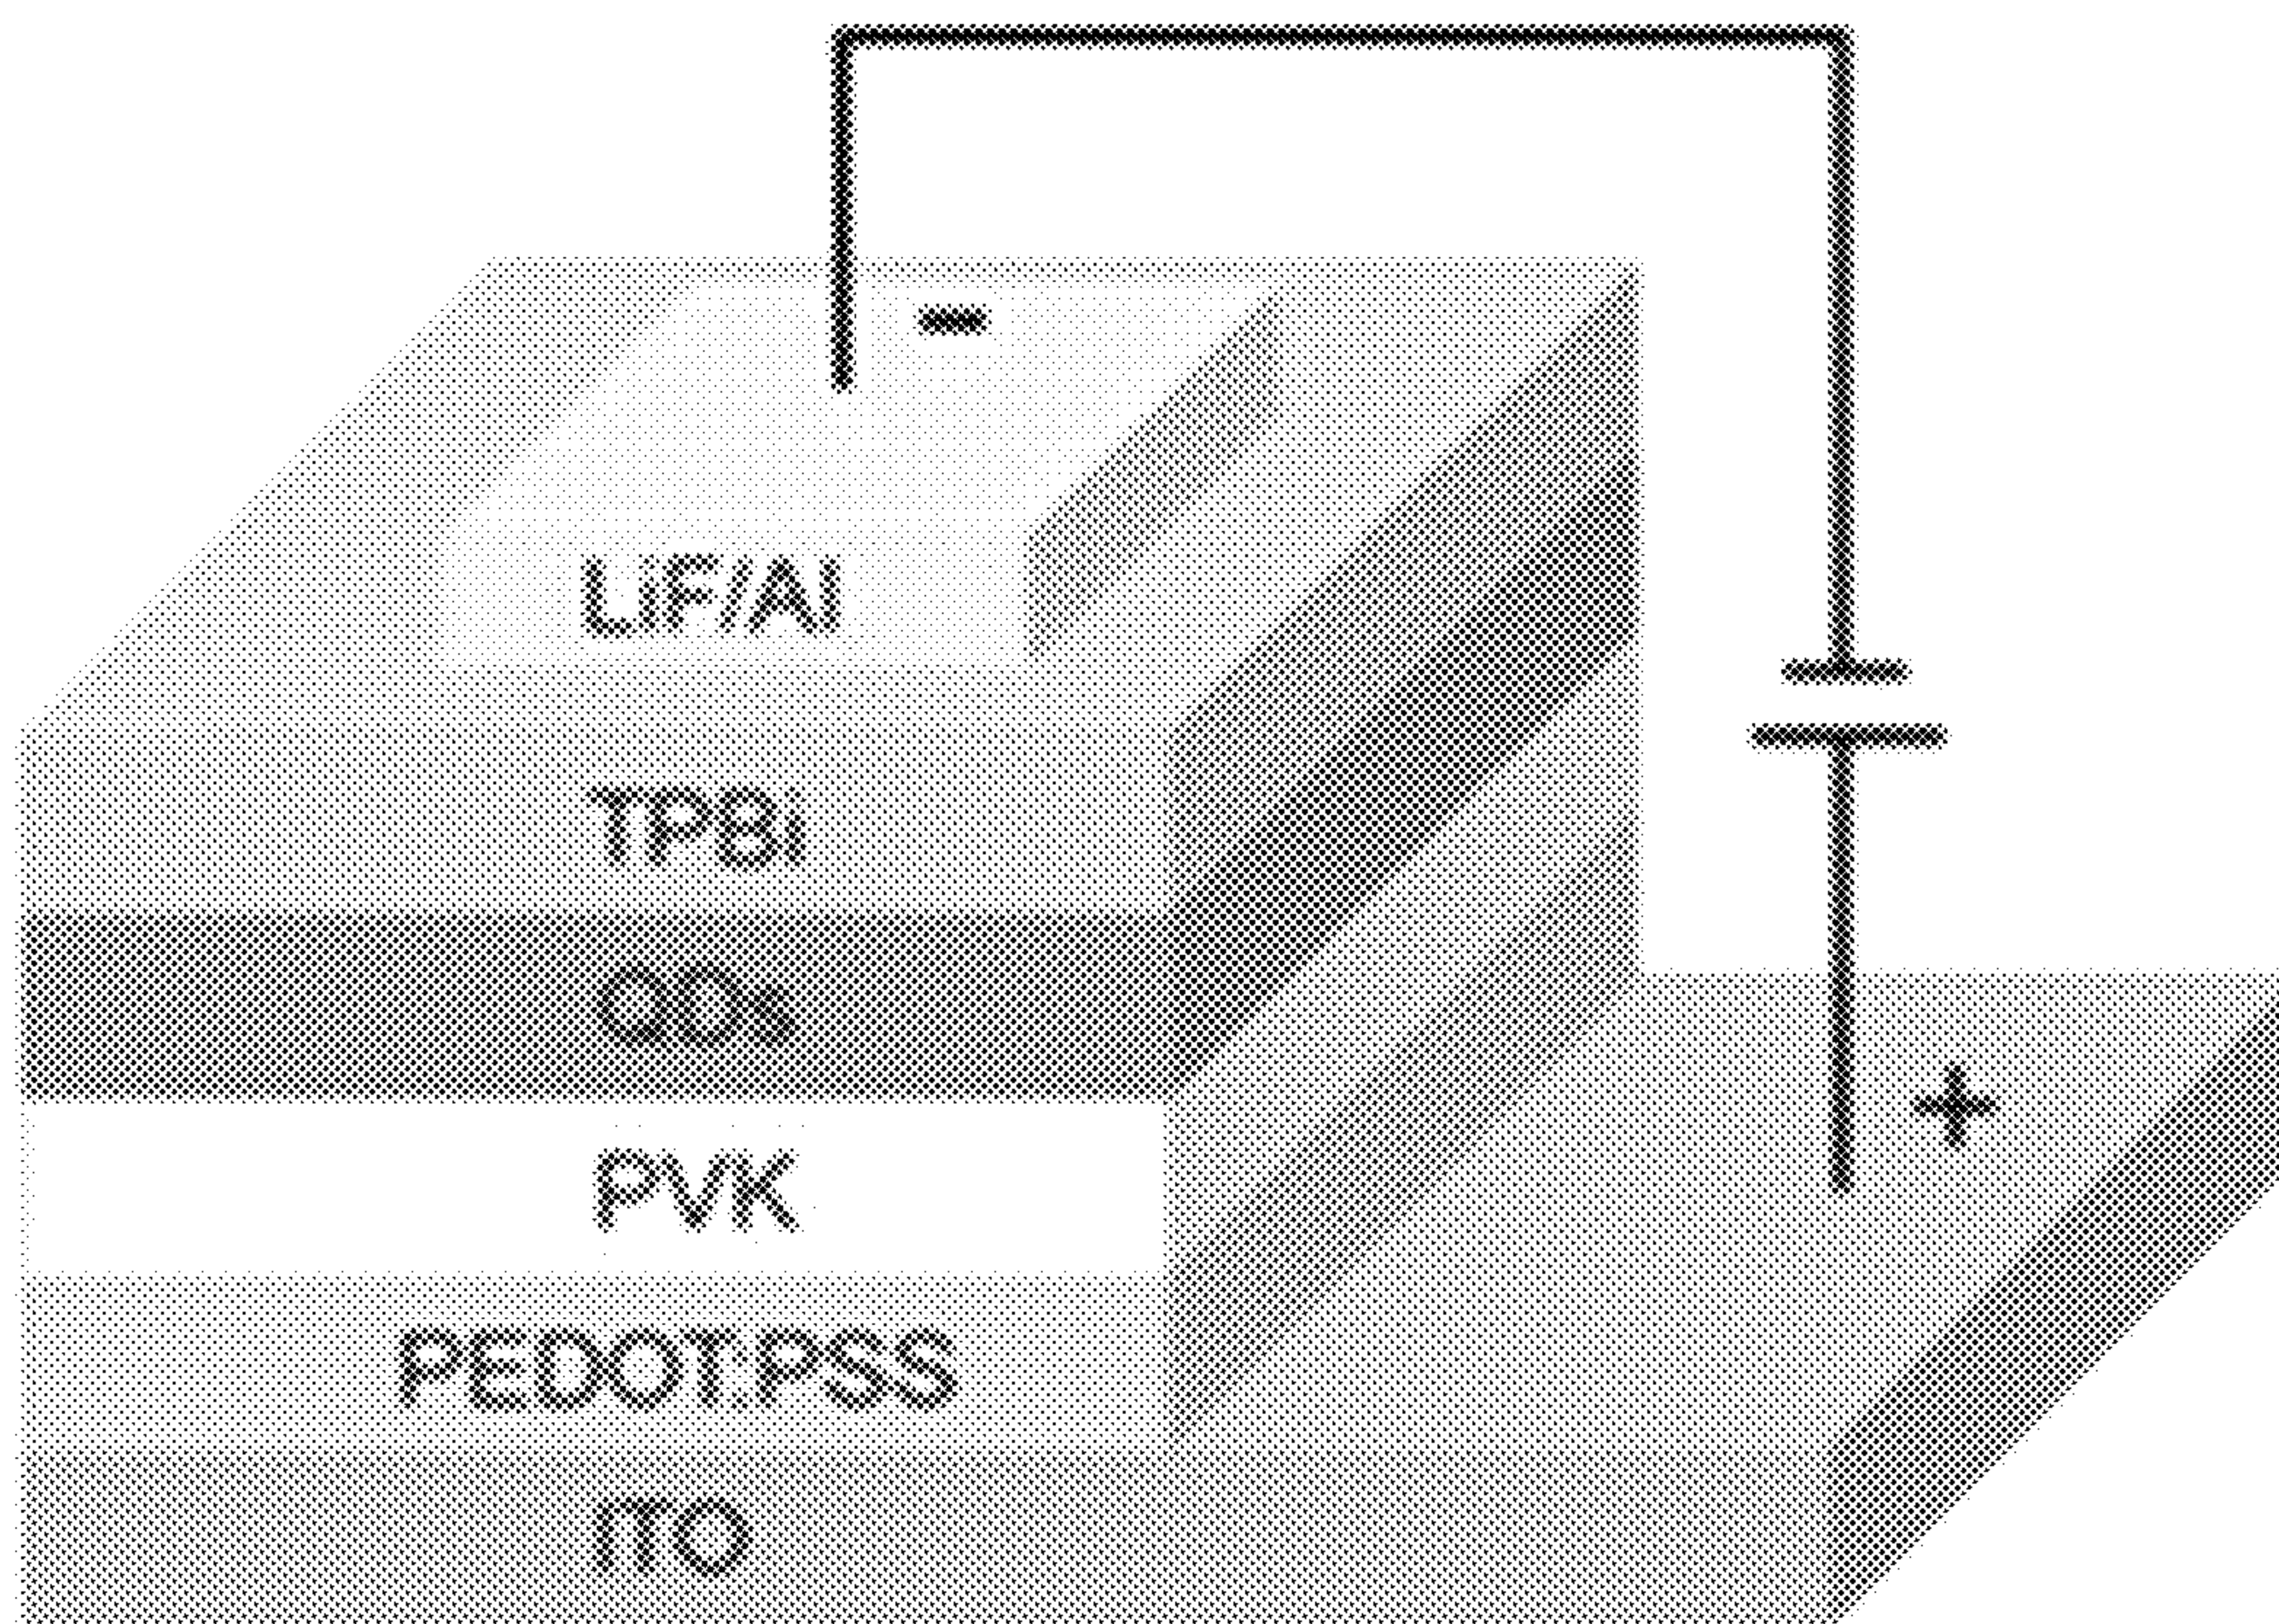 -
LiF/Al
TPBi
QDs
+
PVK
PEDOT:PSS
ITO